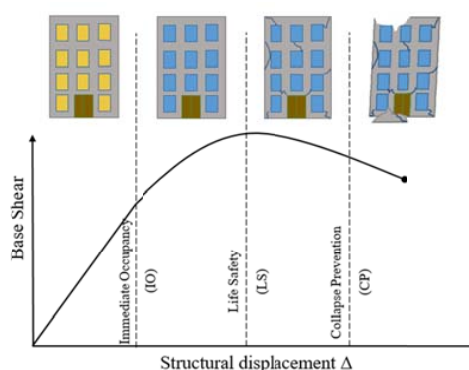 Base Shear
Immediate Occupancy
(IO)
Life Safety
(LS)
Collapse Prevention
(CP)
Structural displacement Δ